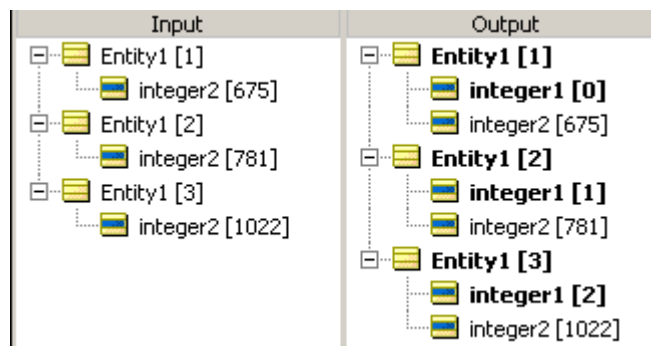 Input
Entity1 [1]
integer2 [675]
Entity1 [2]
integer2 [781]
Entity1 [3]
integer2 [1022]
Output
Entity1 [1]
integer1 [0]
integer2 [675]
Entity1 [2]
integer1 [1]
integer2 [781]
Entity1 [3]
integer1 [2]
integer2 [1022]